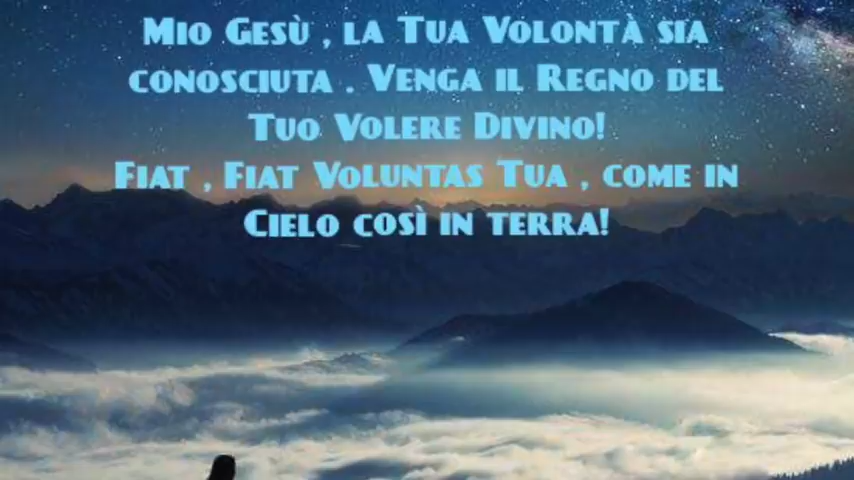 Mio Gesù , la Tua Volontà sia
conosciuta . Venga il Regno del
Tuo Volere Divino!
Fiat , Fiat Voluntas Tua , come in
Cielo così in terra!